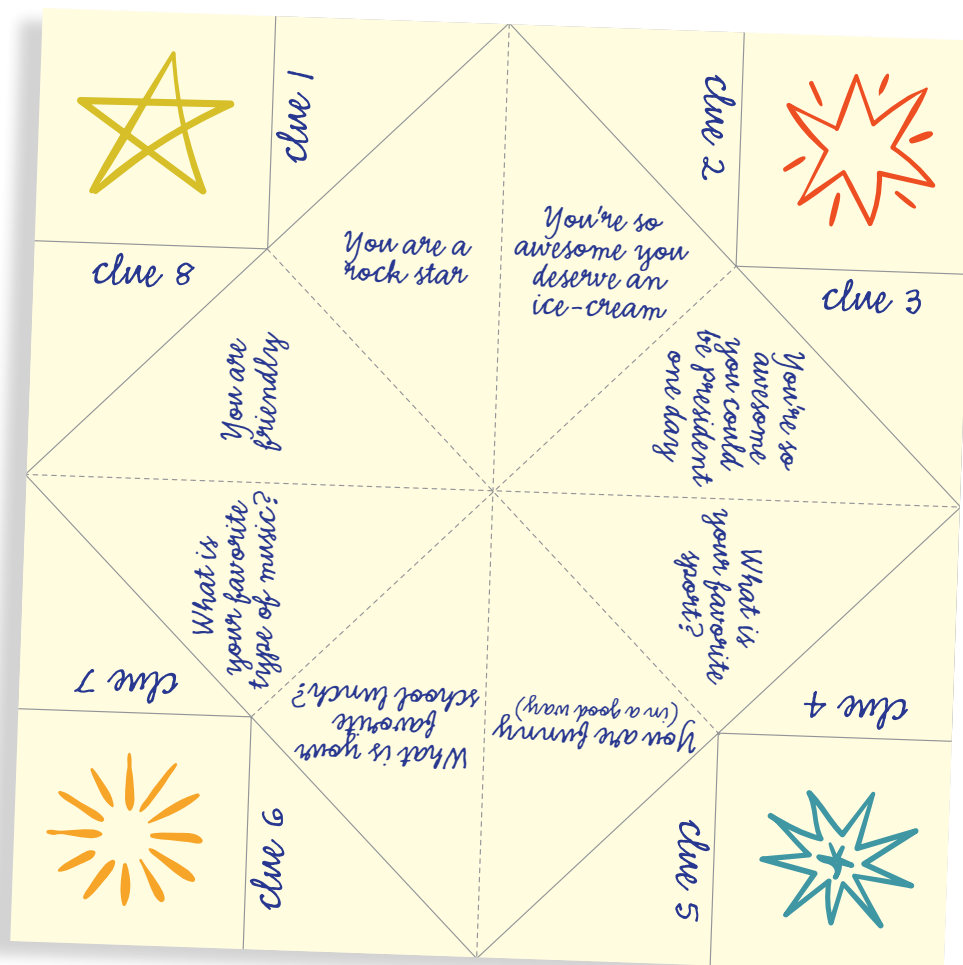 clue 1
clue 2
clue 8
You are a
rock star
You're so
awesome you
deserve an
ice-cream
clue 3
You are
friendly
You're so
awesome
you could
be president
one day
What is
your favorite
type of music?
What is
your favorite
sport?
clue 7
What is your
favorite
school lunch?
You are funny
(in a good way)
clue 4
clue 6
clue 5